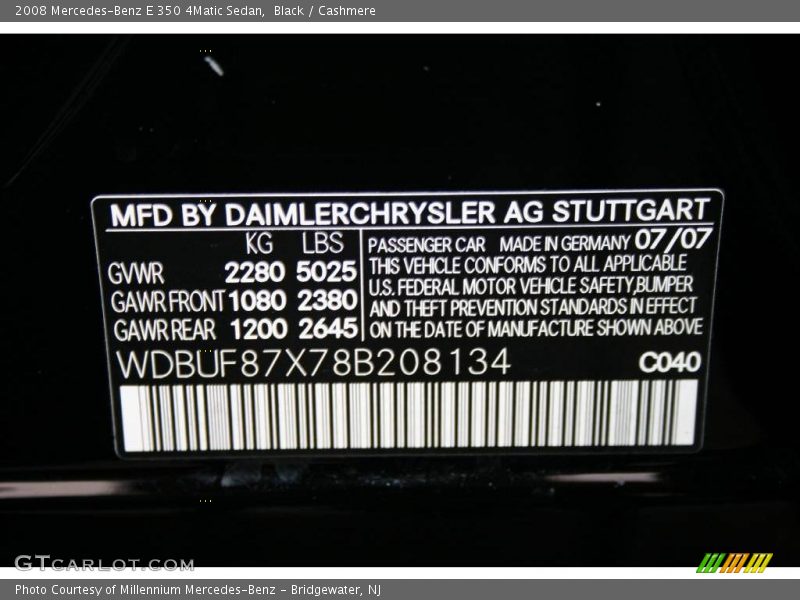 2008 Mercedes-Benz E 350 4Matic Sedan,  Black / Cashmere
MFD BY DAIMLERCHRYSLER AG STUTTGART
KG LBS
GVWR 2280 5025
GAWR FRONT 1080 2380
GAWR REAR 1200 2645
PASSENGER CAR MADE IN GERMANY 07/07
THIS VEHICLE CONFORMS TO ALL APPLICABLE
U.S. FEDERAL MOTOR VEHICLE SAFETY,BUMPER
AND THEFT PREVENTION STANDARDS IN EFFECT
ON THE DATE OF MANUFACTURE SHOWN ABOVE
WDBUF87X78B208134 C040
GTCARLOT.COM
Photo Courtesy of Millennium Mercedes-Benz - Bridgewater, NJ